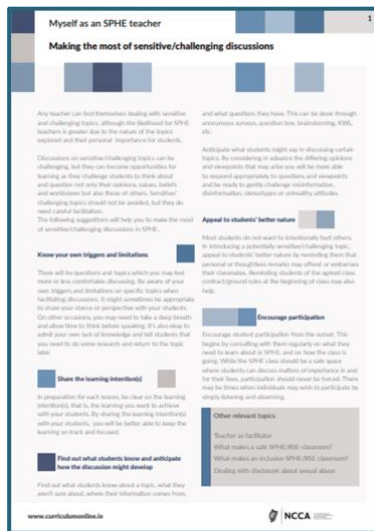 Myself as an SPHE teacher
1
Making the most of sensitive/challenging discussions
Any teacher can find themselves dealing with sensitive
and challenging topics, although the likelihood for SPHE
teachers is greater due to the nature of the topics
explored and their personal importance for students.
Discussions on sensitive/challenging topics can be
challenging, but they can become opportunities for
learning as they challenge students to think about
and question not only their opinions, values, beliefs
and worldviews but also those of others. Sensitive/
challenging topics should not be avoided, but they do
need careful facilitation.
The following suggestions will help you to make the most
of sensitive/challenging discussions in SPHE.
Know your own triggers and limitations
There will be questions and topics which you may feel
more or less comfortable discussing. Be aware of your
own triggers and limitations on specific topics when
facilitating discussions. It might sometimes be appropriate
to share your stance or perspective with your students.
On other occasions, you may need to take a deep breath
and allow time to think before speaking. It's also okay to
admit your own lack of knowledge and tell students that
you need to do some research and return to the topic
later.
Share the learning intention(s)
In preparation for each lesson, be clear on the learning
intention(s), that is, the learning you want to achieve
with your students. By sharing the learning intention(s)
with your students, you will be better able to keep the
learning on track and focused.
Find out what students know and anticipate
how the discussion might develop
Find out what students know about a topic, what they
aren't sure about, where their information comes from,
and what questions they have. This can be done through
anonymous surveys, question box, brainstorming, KWL,
etc.
Anticipate what students might say in discussing certain
topics. By considering in advance the differing opinions
and viewpoints that may arise you will be more able
to respond appropriately to questions and viewpoints
and be ready to gently challenge misinformation,
disinformation, stereotypes or unhealthy attitudes.
Appeal to students' better nature
Most students do not want to intentionally hurt others.
In introducing a potentially sensitive/challenging topic,
appeal to students' better nature by reminding them that
personal or thoughtless remarks may offend or embarrass
their classmates. Reminding students of the agreed class
contract/ground rules at the beginning of class may also
help.
Encourage participation
Encourage student participation from the outset. This
begins by consulting with them regularly on what they
need to learn about in SPHE, and on how the class is
going. While the SPHE class should be a safe space
where students can discuss matters of importance in and
for their lives, participation should never be forced. There
may be times when individuals may wish to participate by
simply listening and observing.
Other relevant topics
Teacher as facilitator
What makes a safe SPHE/RSE classroom?
What makes an inclusive SPHE/RSE classroom?
Dealing with disclosure about sexual abuse
www.curriculumonline.ie
NCCA